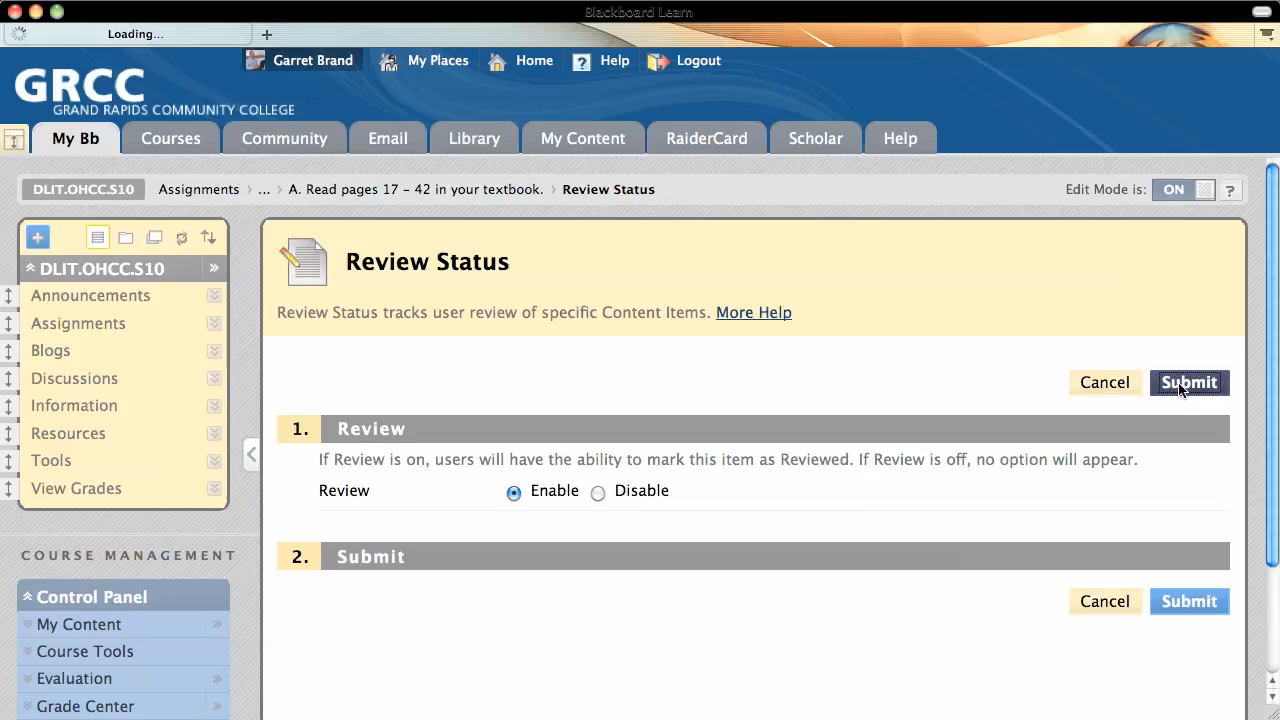 Blackboard Learn
Loading...
Garret Brand My Places Home ? Help Logout
GRCC
GRAND RAPIDS COMMUNITY COLLEGE
My Bb Courses Community Email Library My Content RaiderCard Scholar Help
DLIT.OHCC.S10 Assignments ... A. Read pages 17 - 42 in your textbook. Review Status Edit Mode is: ON ?
DLIT.OHCC.S10
Announcements
Assignments
Blogs
Discussions
Information
Resources
Tools
View Grades
COURSE MANAGEMENT
Control Panel
My Content
Course Tools
Evaluation
Grade Center
Review Status
Review Status tracks user review of specific Content Items. More Help
Cancel Submit
1. Review
If Review is on, users will have the ability to mark this item as Reviewed. If Review is off, no option will appear.
Review Enable Disable
2. Submit
Cancel Submit